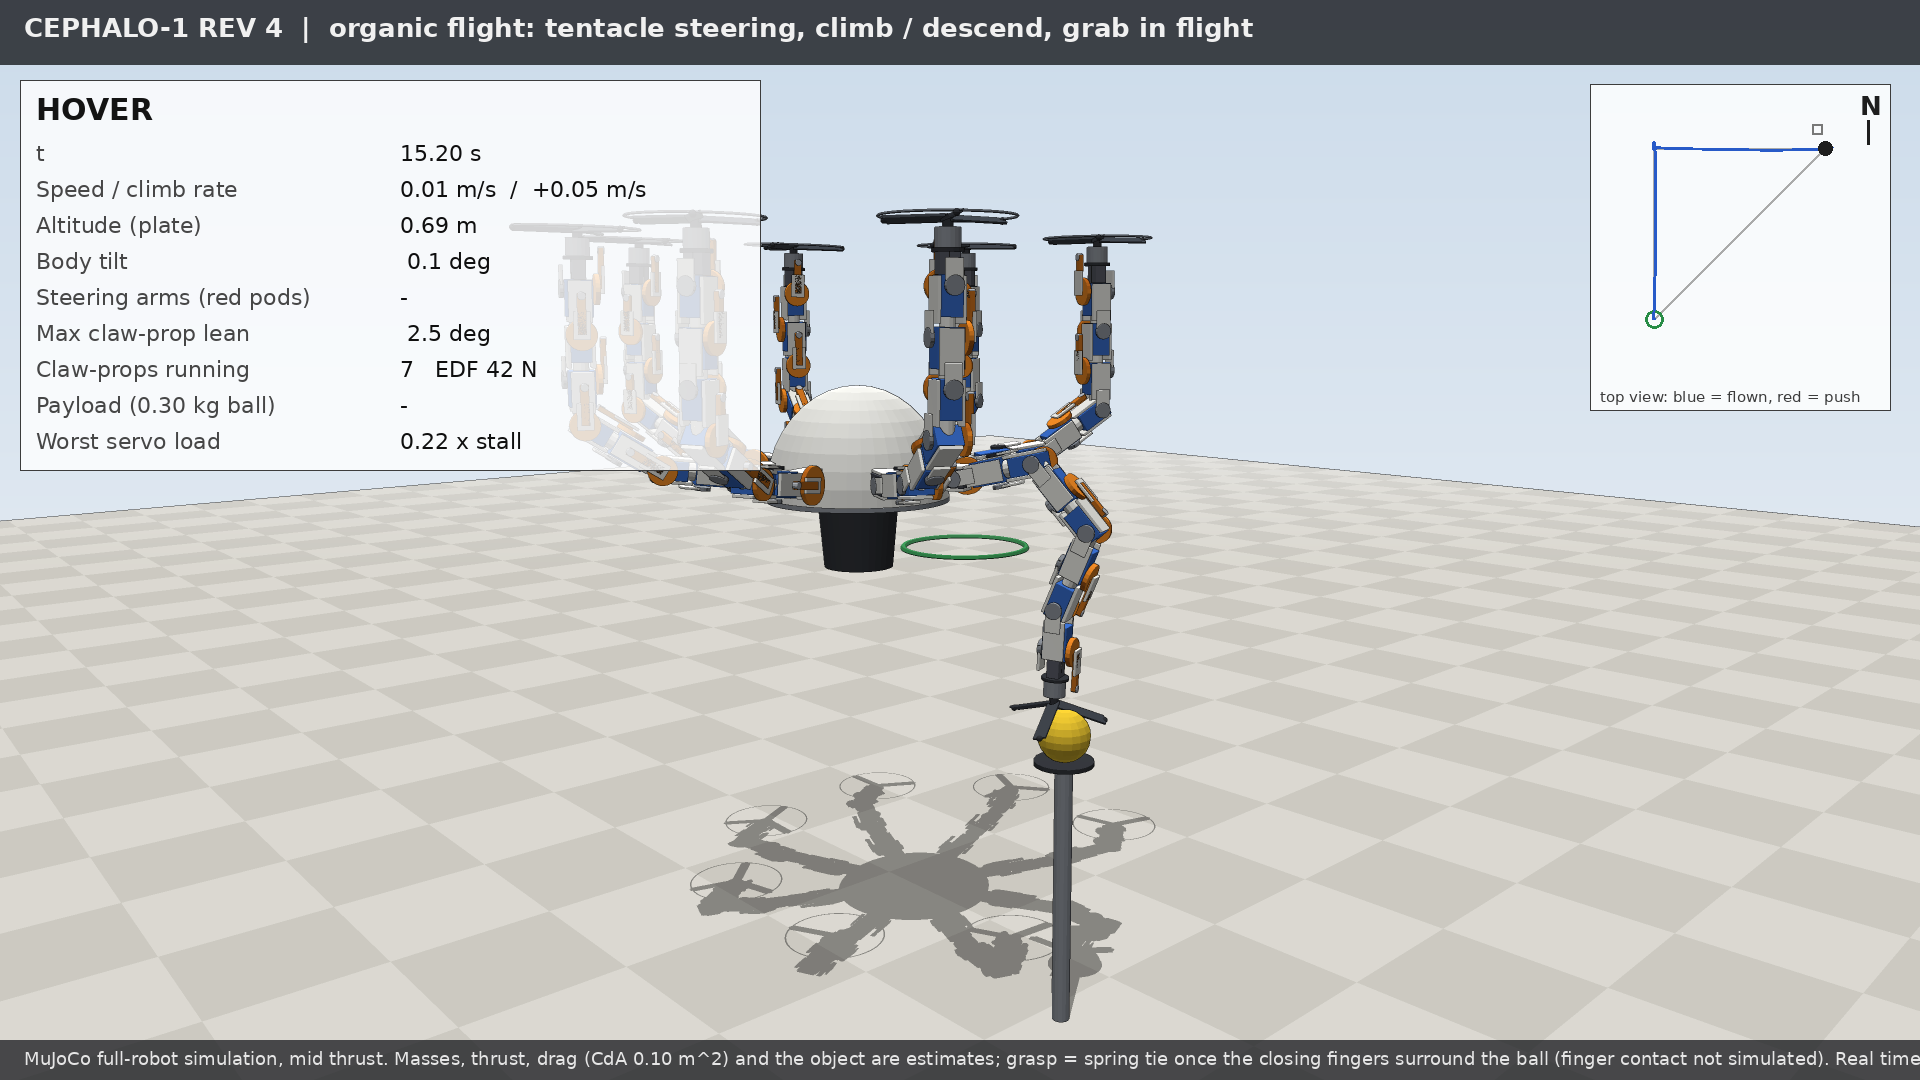 CEPHALO-1 REV 4 | organic flight: tentacle steering, climb / descend, grab in flight
HOVER
t 15.20 s
Speed / climb rate 0.01 m/s / +0.05 m/s
Altitude (plate) 0.69 m
Body tilt 0.1 deg
Steering arms (red pods) -
Max claw-prop lean 2.5 deg
Claw-props running 7 EDF 42 N
Payload (0.30 kg ball) -
Worst servo load 0.22 x stall
N
top view: blue = flown, red = push
MuJoCo full-robot simulation, mid thrust. Masses, thrust, drag (CdA 0.10 m^2) and the object are estimates; grasp = spring tie once the closing fingers surround the ball (finger contact not simulated). Real time